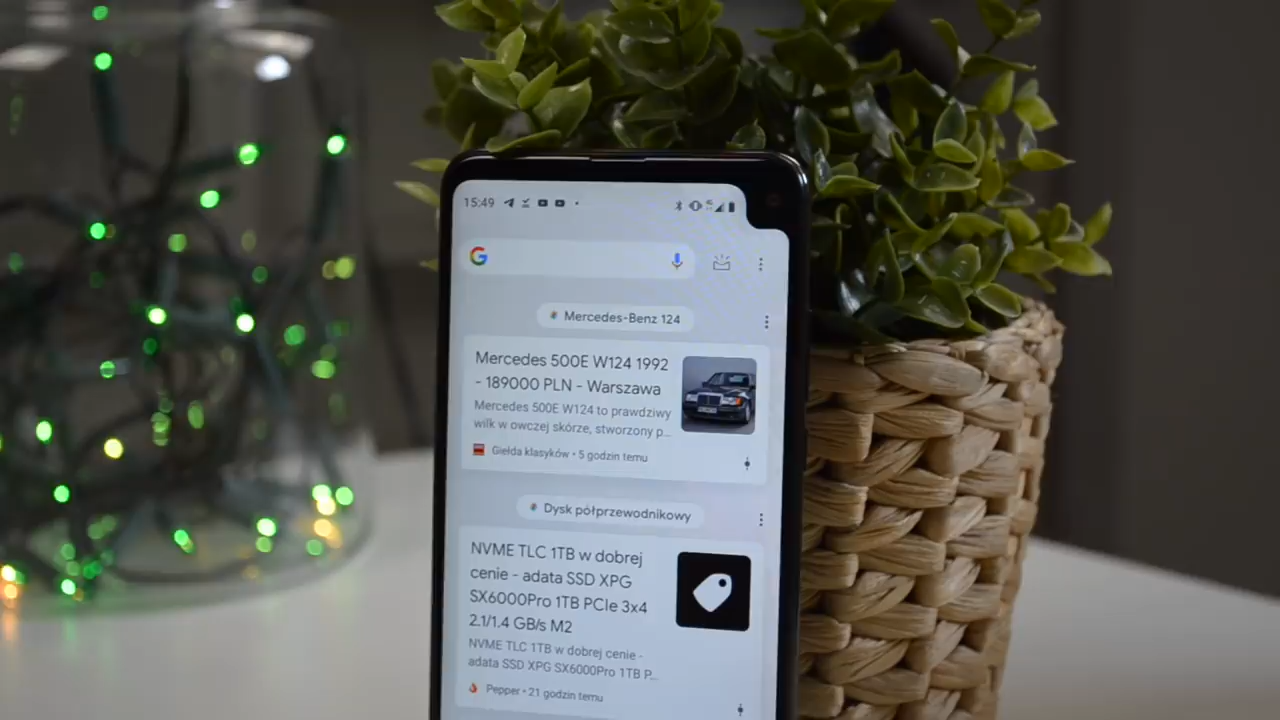 15:49
Mercedes-Benz 124
Mercedes 500E W124 1992
- 189000 PLN - Warszawa
Mercedes 500E W124 to prawdziwy
wilk w owczej skórze, stworzony p...
Giełda klasyków • 5 godzin temu
Dysk półprzewodnikowy
NVME TLC 1TB w dobrej
cenie - adata SSD XPG
SX6000Pro 1TB PCIe 3x4
2.1/1.4 GB/s M2
NVME TLC 1TB w dobrej cenie -
adata SSD XPG SX6000Pro 1TB P...
Pepper • 21 godzin temu